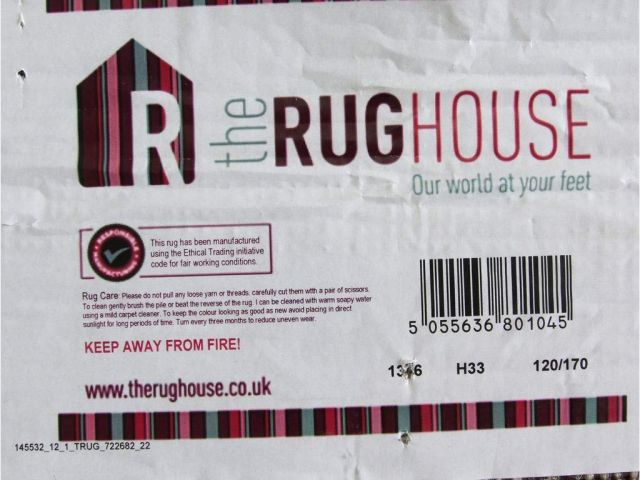 R the RUGHOUSE
Our world at your feet
RESPONSIBLE
MANUFACTURING
This rug has been manufactured
using the Ethical Trading initiative
code for fair working conditions.
Rug Care: Please do not pull any loose yarn or threads. carefully cut them with a pair of scissors.
To clean gently brush the pile or beat the reverse of the rug. I can be cleaned with warm soapy water
using a mild carpet cleaner. To keep the colour looking as good as new avoid placing in direct
sunlight for long periods of time. Turn every three months to reduce uneven wear.
KEEP AWAY FROM FIRE!
5 055636 801045
H33 120/170
www.therughouse.co.uk
145532_12_1_TRUG_722682_22